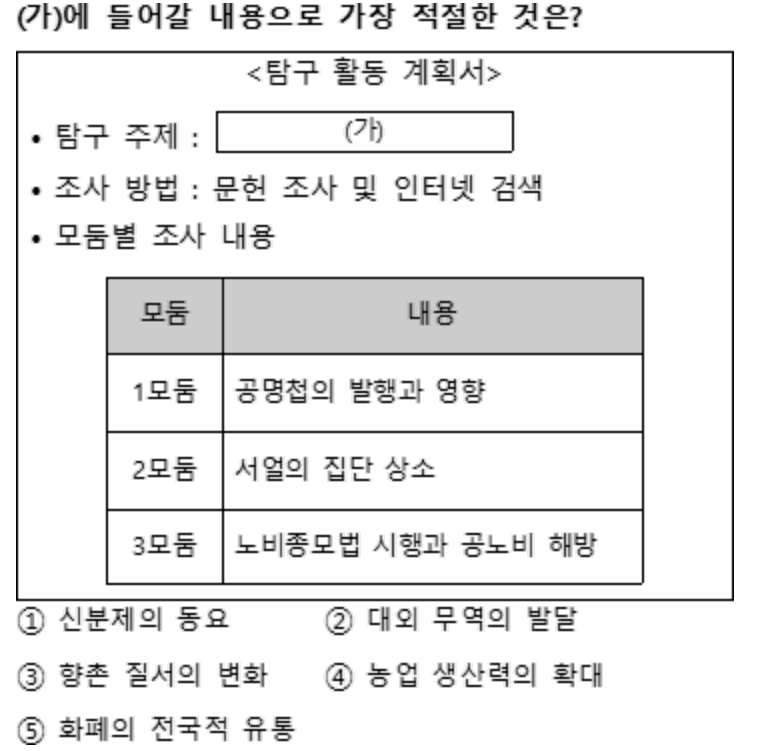 (가)에 들어갈 내용으로 가장 적절한 것은?
<탐구 활동 계획서>
• 탐구 주제 : (가)
• 조사 방법 : 문헌 조사 및 인터넷 검색
• 모둠별 조사 내용
모둠 내용
1모둠 공명첩의 발행과 영향
2모둠 서얼의 집단 상소
3모둠 노비종모법 시행과 공노비 해방
① 신분제의 동요 ② 대외 무역의 발달
③ 향촌 질서의 변화 ④ 농업 생산력의 확대
⑤ 화폐의 전국적 유통